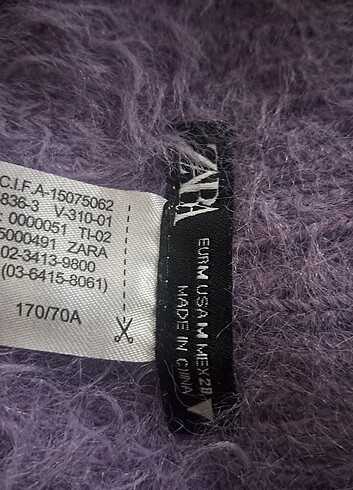 C.I.F.A-15075062
836-3 V-310-01
: 0000051 TI-02
5000491 ZARA
02-3413-9800
(03-6415-8061)
170/70A
ZARA
EUR M USA M MEX 28
MADE IN CHINA